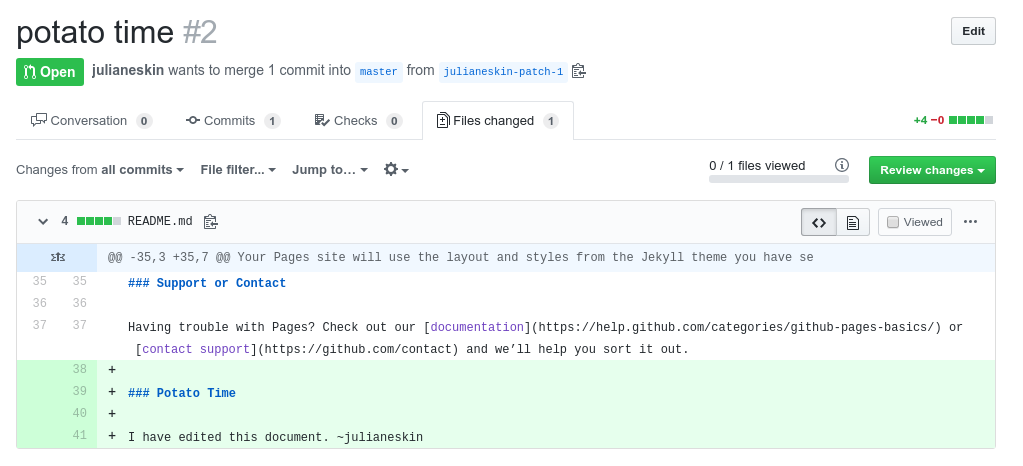 potato time #2
Edit
Open julianeskin wants to merge 1 commit into master from julianeskin-patch-1
Conversation 0 Commits 1 Checks 0 Files changed 1 +4 −0
Changes from all commits File filter... Jump to... 0 / 1 files viewed Review changes
4 README.md <> Viewed ...
@@ -35,3 +35,7 @@ Your Pages site will use the layout and styles from the Jekyll theme you have se
35 35 ### Support or Contact
36 36
37 37 Having trouble with Pages? Check out our [documentation](https://help.github.com/categories/github-pages-basics/) or
[contact support](https://github.com/contact) and we’ll help you sort it out.
38 +
39 + ### Potato Time
40 +
41 + I have edited this document. ~julianeskin